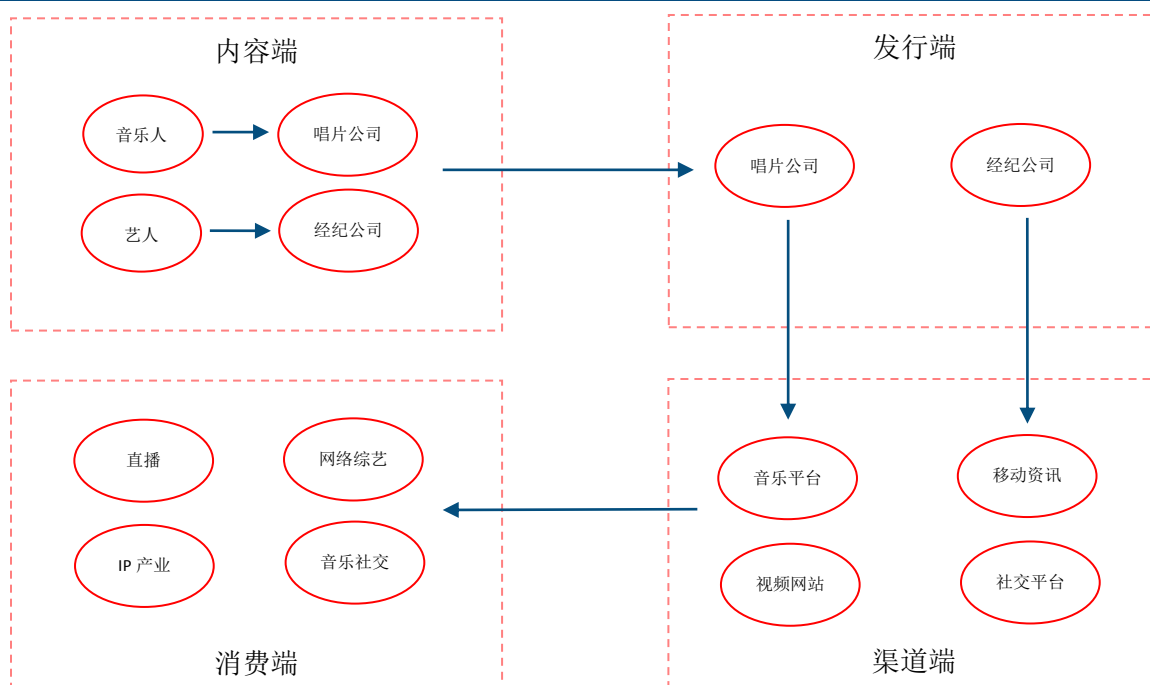 内容端
音乐人
唱片公司
艺人
经纪公司
发行端
唱片公司
经纪公司
直播
网络综艺
IP 产业
音乐社交
消费端
音乐平台
移动资讯
视频网站
社交平台
渠道端